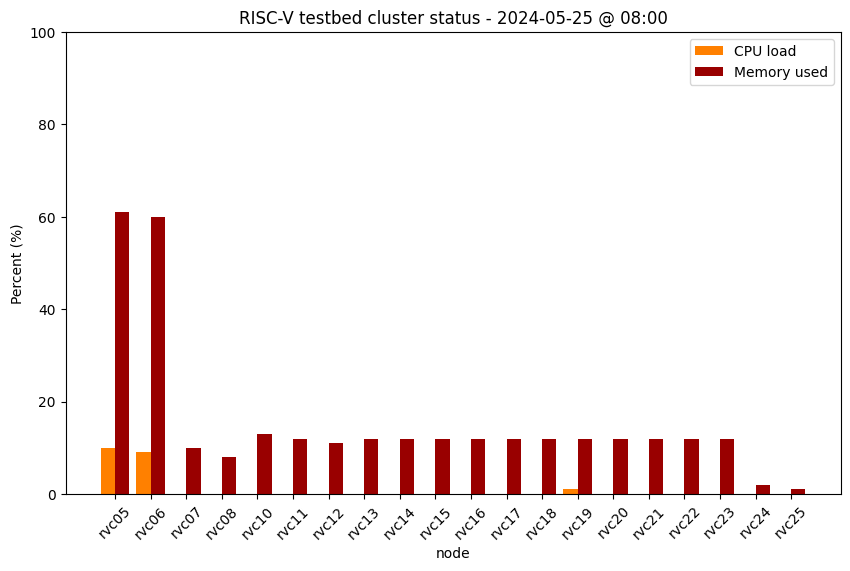 RISC-V testbed cluster status - 2024-05-25 @ 08:00
CPU load
Memory used
Percent (%)
100
80
60
40
20
0
rvc05 rvc06 rvc07 rvc08 rvc10 rvc11 rvc12 rvc13 rvc14 rvc15 rvc16 rvc17 rvc18 rvc19 rvc20 rvc21 rvc22 rvc23 rvc24 rvc25
node